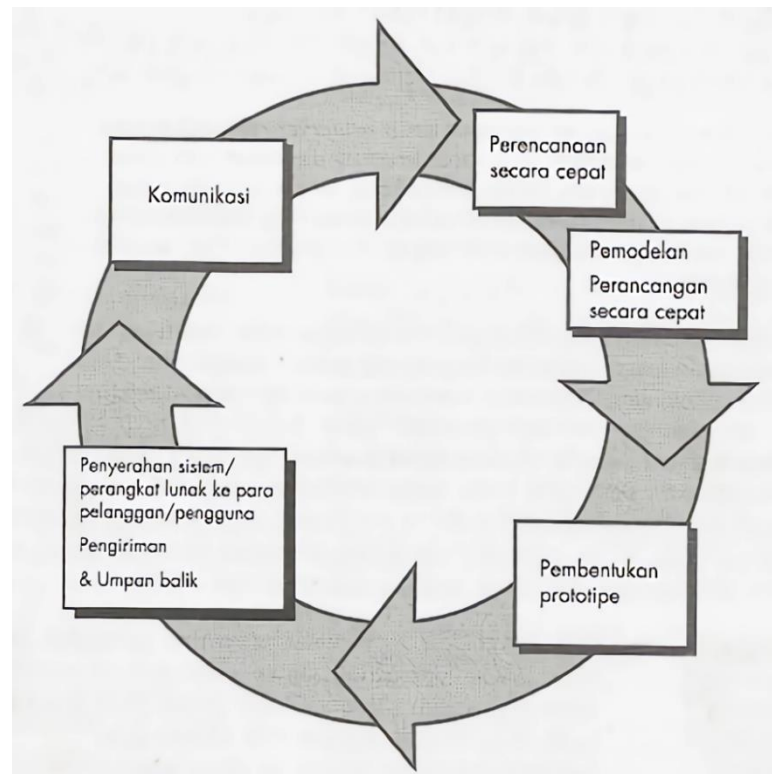 Komunikasi
Perencanaan
secara cepat
Pemodelan
Perancangan
secara cepat
Pembentukan
prototipe
Penyerahan sistem/
perangkat lunak ke para
pelanggan/pengguna
Pengiriman
& Umpan balik